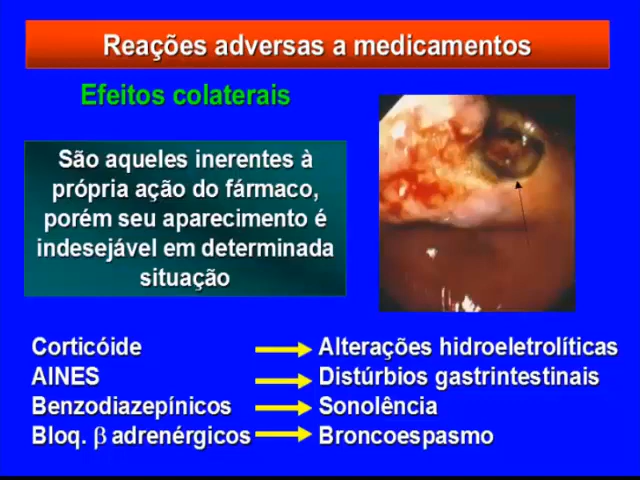 Reações adversas a medicamentos
Efeitos colaterais
São aqueles inerentes à
própria ação do fármaco,
porém seu aparecimento é
indesejável em determinada
situação
Corticóide Alterações hidroeletrolíticas
AINES Distúrbios gastrintestinais
Benzodiazepínicos Sonolência
Bloq. β adrenérgicos Broncoespasmo